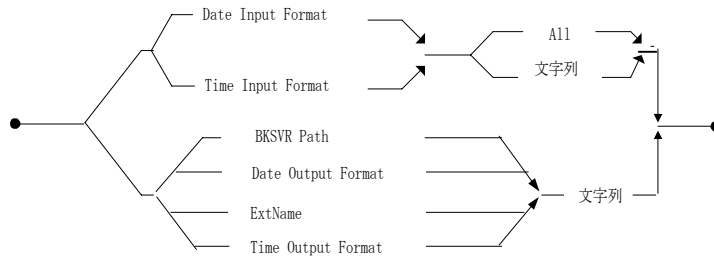 Date Input Format
All
Time Input Format
文字列
BKSVR Path
Date Output Format
文字列
ExtName
Time Output Format